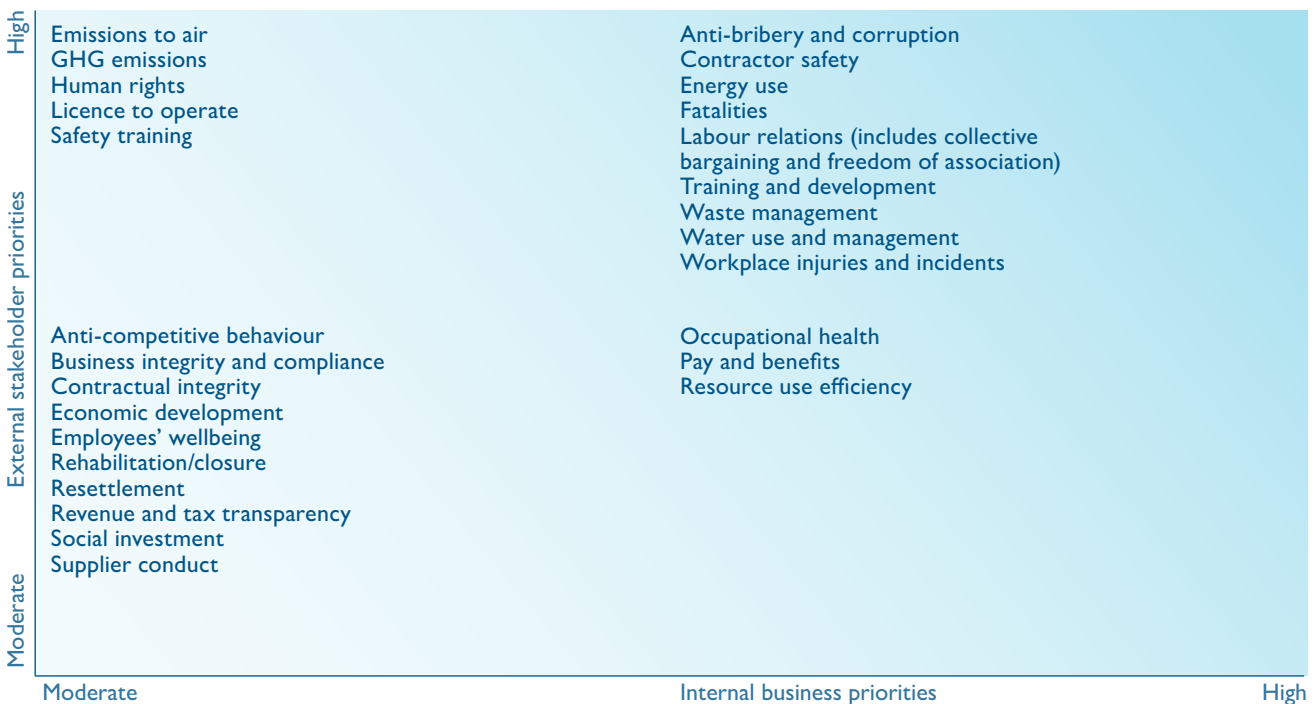 High
External stakeholder priorities
Moderate
Emissions to air
GHG emissions
Human rights
Licence to operate
Safety training
Anti-bribery and corruption
Contractor safety
Energy use
Fatalities
Labour relations (includes collective
bargaining and freedom of association)
Training and development
Waste management
Water use and management
Workplace injuries and incidents
Anti-competitive behaviour
Business integrity and compliance
Contractual integrity
Economic development
Employees’ wellbeing
Rehabilitation/closure
Resettlement
Revenue and tax transparency
Social investment
Supplier conduct
Occupational health
Pay and benefits
Resource use efficiency
Moderate
Internal business priorities
High